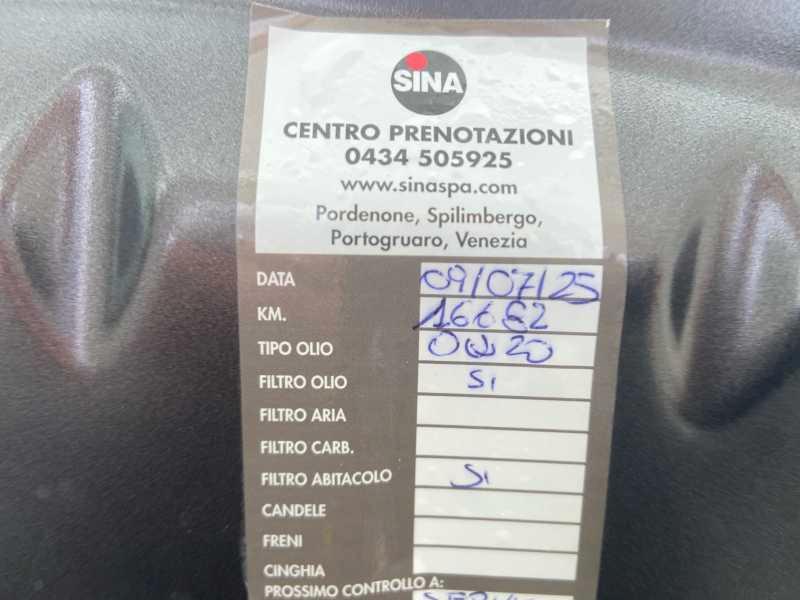 SINA
CENTRO PRENOTAZIONI
0434 505925
www.sinaspa.com
Pordenone, Spilimbergo,
Portogruaro, Venezia
DATA 09/07/25
KM.
TIPO OLIO 0W20
FILTRO OLIO SI
FILTRO ARIA
FILTRO CARB.
FILTRO ABITACOLO SI
CANDELE
FRENI
CINGHIA
PROSSIMO CONTROLLO A: